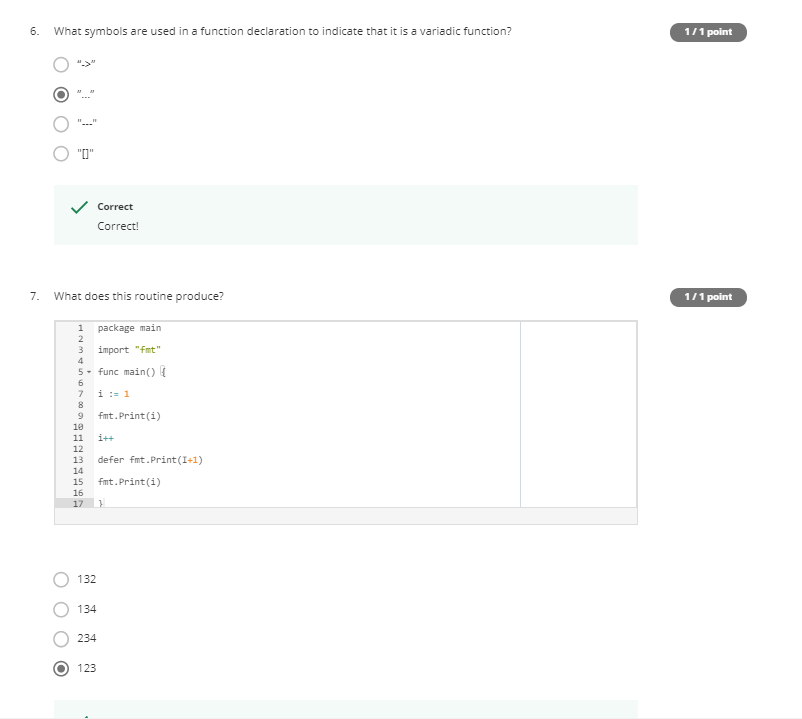 6. What symbols are used in a function declaration to indicate that it is a variadic function?
1 / 1 point
"->"
"..."
"---"
"[]"
Correct
Correct!
7. What does this routine produce?
1 / 1 point
1 package main
2
3 import "fmt"
4
5 func main() {
6
7 i := 1
8
9 fmt.Print(i)
10
11 i++
12
13 defer fmt.Print(I+1)
14
15 fmt.Print(i)
16
17 }
132
134
234
123